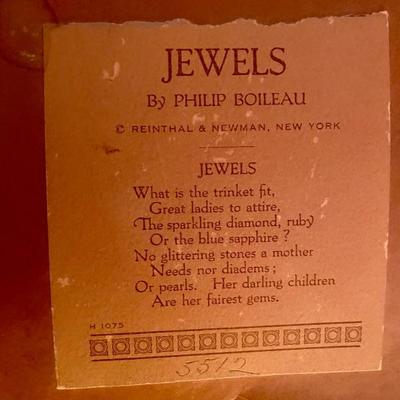 JEWELS
By PHILIP BOILEAU
© REINTHAL & NEWMAN, NEW YORK
JEWELS
What is the trinket fit,
Great ladies to attire,
The sparkling diamond, ruby
Or the blue sapphire ?
No glittering stones a mother
Needs nor diadems ;
Or pearls. Her darling children
Are her fairest gems.
H 1075
5512